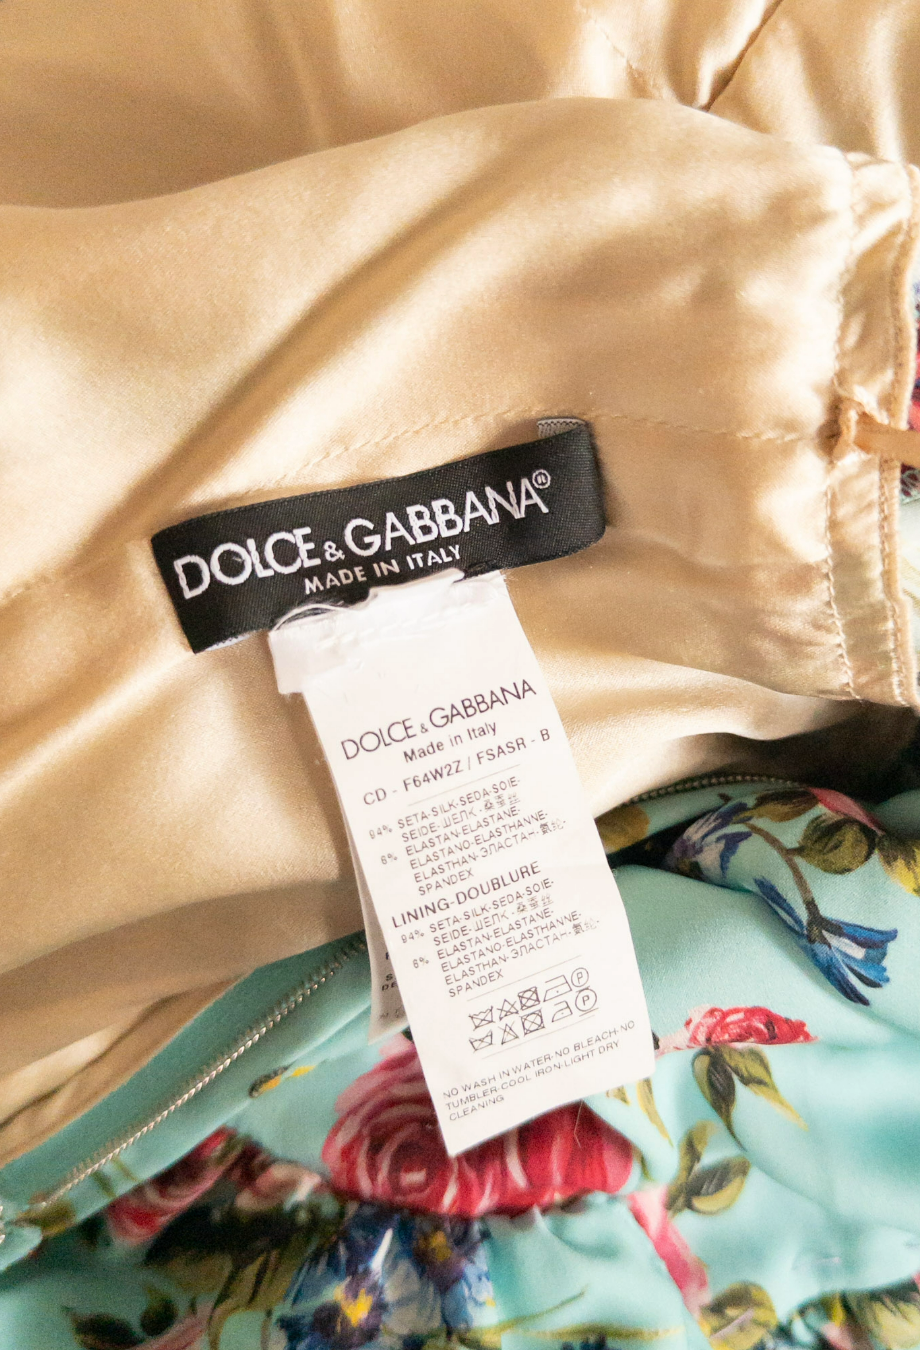 DOLCE & GABBANA®
MADE IN ITALY
DOLCE & GABBANA
Made in Italy
CD - F64W2Z / FSASR - B
94% SETA-SILK-SEDA-SOIE-
SEIDE-ШЕЛК-桑蚕丝
6% ELASTAN-ELASTANE-
ELASTANO-ELASTHANNE-
ELASTHAN-ЭЛАСТАН-氨纶-
SPANDEX
LINING-DOUBLURE
94% SETA-SILK-SEDA-SOIE-
SEIDE-ШЕЛК-桑蚕丝
6% ELASTAN-ELASTANE-
ELASTANO-ELASTHANNE-
ELASTHAN-ЭЛАСТАН-氨纶-
SPANDEX
P
P
NO WASH IN WATER-NO BLEACH-NO
TUMBLER-COOL IRON-LIGHT DRY
CLEANING